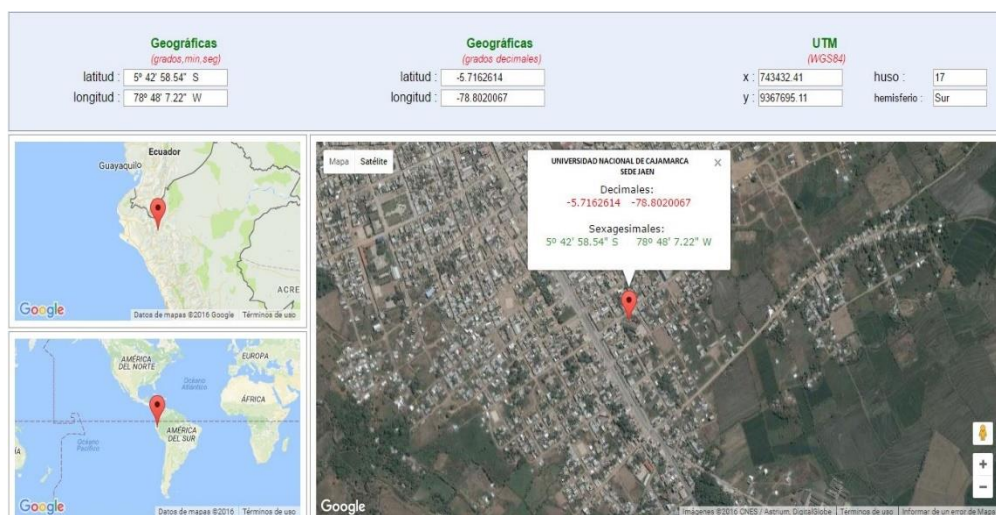 Geográficas
(grados,min,seg)
latitud : 5º 42' 58.54" S
longitud : 78º 48' 7.22" W
Geográficas
(grados decimales)
latitud : -5.7162614
longitud : -78.8020067
UTM
(WGS84)
x : 743432.41 huso : 17
y : 9367695.11 hemisferio : Sur
Ecuador
Guayaquilo
ACRE
Google
Datos de mapas ©2016 Google Términos de uso
AMÉRICA
DEL NORTE
EUROPA
Océano
Atlántico
ÁFRICA
Océano
Pacífico
AMÉRICA
DEL SUR
Google
Datos de mapas ©2016 Términos de uso
Mapa Satélite
UNIVERSIDAD NACIONAL DE CAJAMARCA
SEDE JAEN
×
Decimales:
-5.7162614 -78.8020067
Sexagesimales:
5º 42' 58.54" S 78º 48' 7.22" W
+
−
Google
Imágenes ©2016 CNES / Astrium, DigitalGlobe Términos de uso Informar de un error de Maps